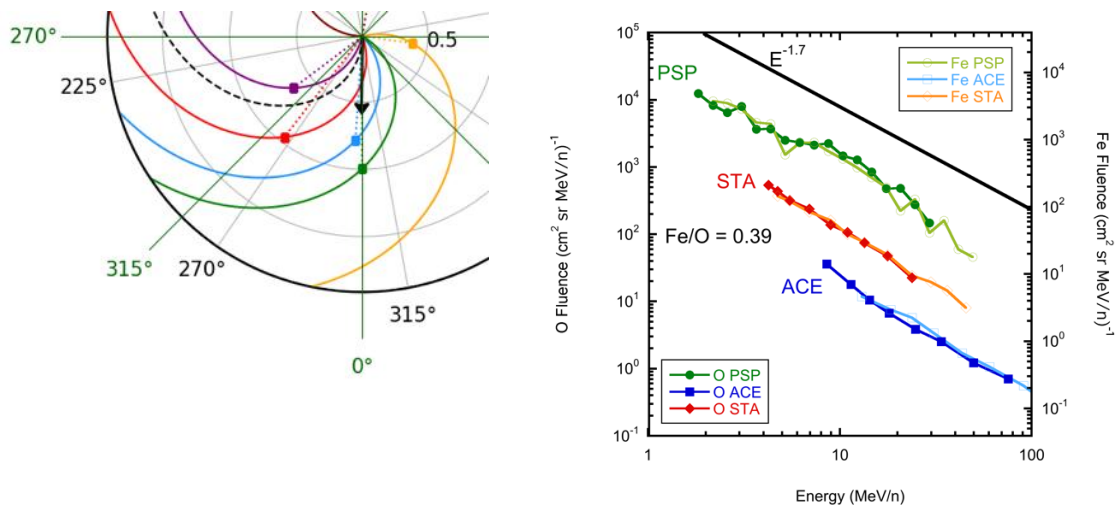 270°
0.5
225°
315°
270°
315°
0°
10⁵
10⁴
10³
10²
10¹
10⁰
10⁻¹
O Fluence (cm² sr MeV/n)⁻¹
PSP
STA
ACE
E⁻¹·⁷
Fe PSP
Fe ACE
Fe STA
Fe/O = 0.39
O PSP
O ACE
O STA
10⁴
10³
10²
10¹
10⁰
10⁻¹
Fe Fluence (cm² sr MeV/n)⁻¹
1
10
100
Energy (MeV/n)